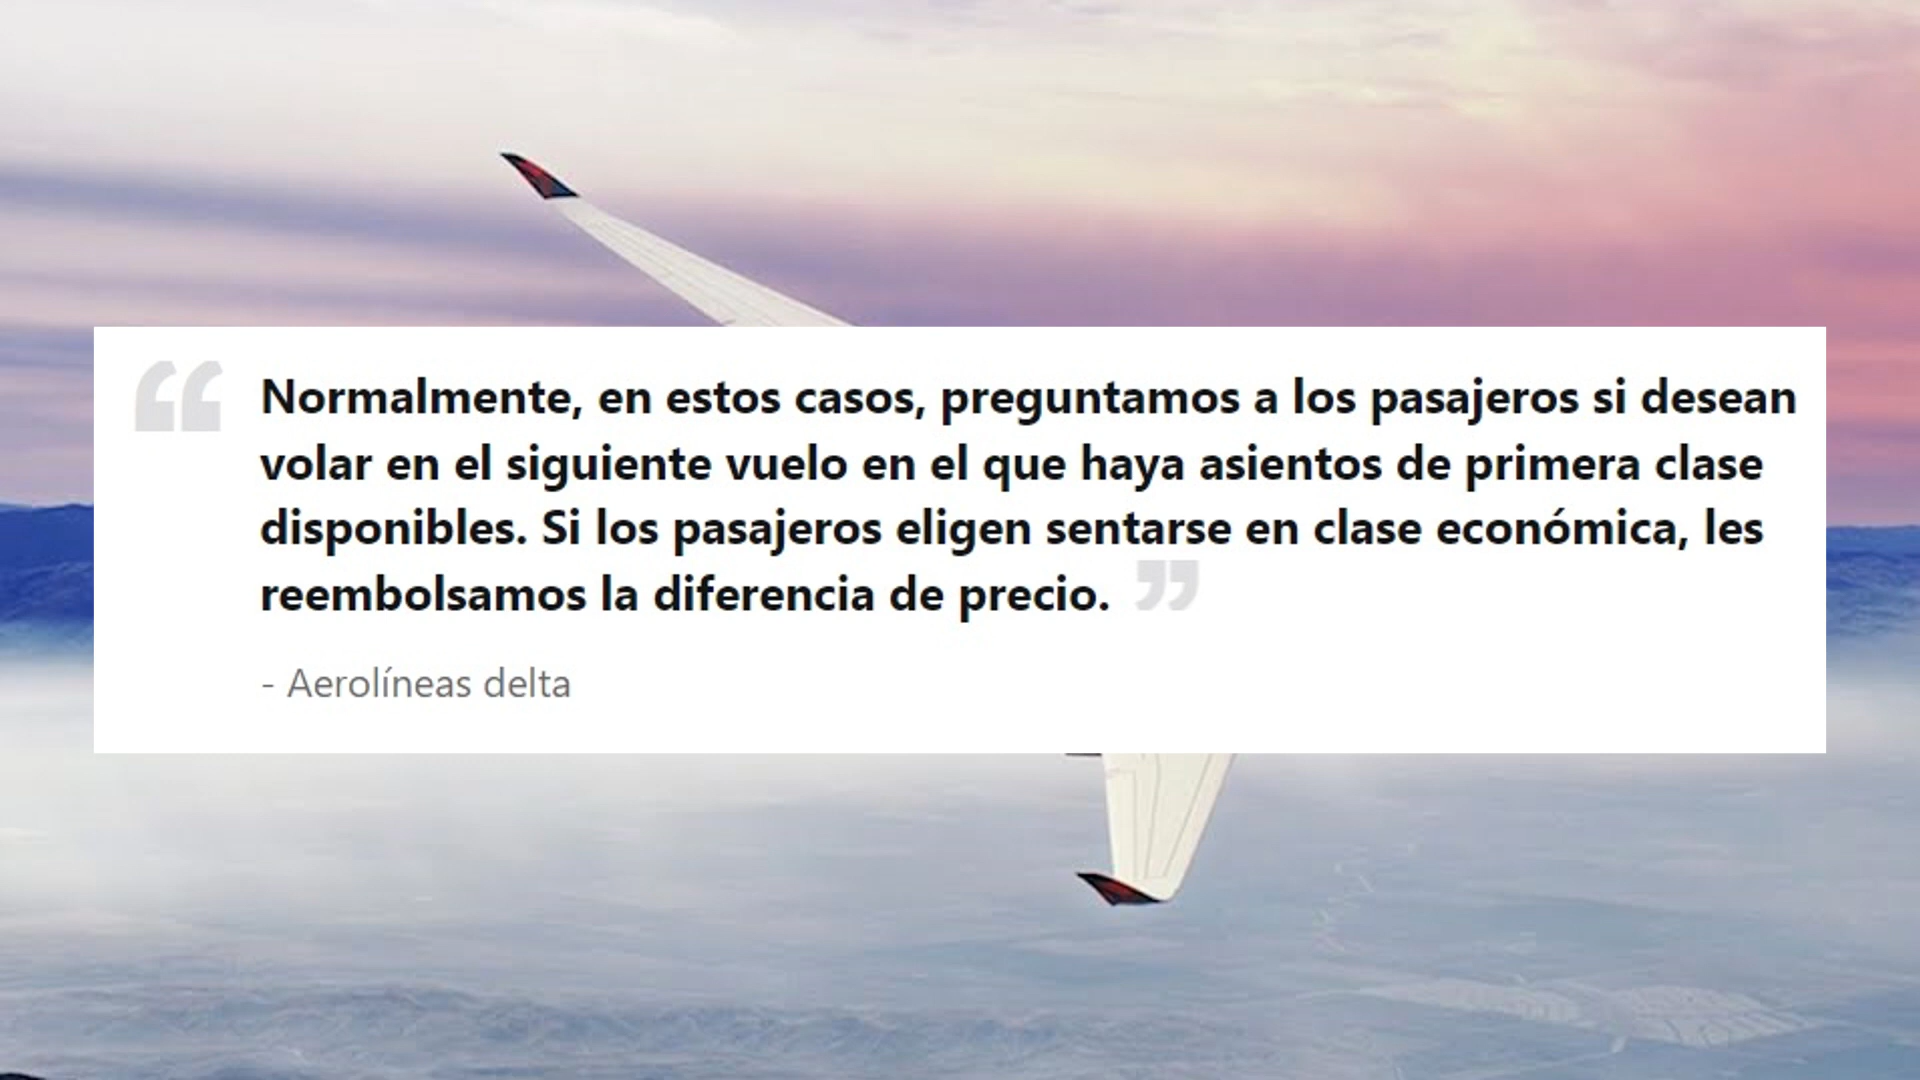 Normalmente, en estos casos, preguntamos a los pasajeros si desean
volar en el siguiente vuelo en el que haya asientos de primera clase
disponibles. Si los pasajeros eligen sentarse en clase económica, les
reembolsamos la diferencia de precio.
- Aerolíneas delta